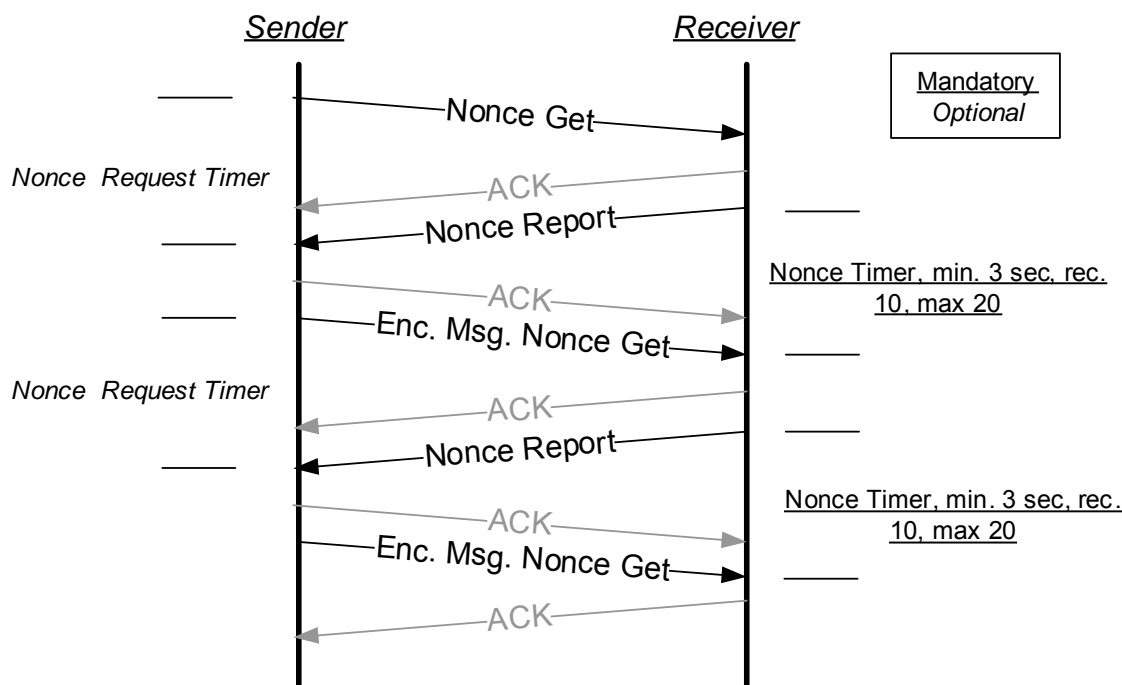 Sender
Receiver
Mandatory
Optional
Nonce Get
Nonce Request Timer
ACK
Nonce Report
Nonce Timer, min. 3 sec, rec.
10, max 20
ACK
Enc. Msg. Nonce Get
Nonce Request Timer
ACK
Nonce Report
Nonce Timer, min. 3 sec, rec.
10, max 20
ACK
Enc. Msg. Nonce Get
ACK